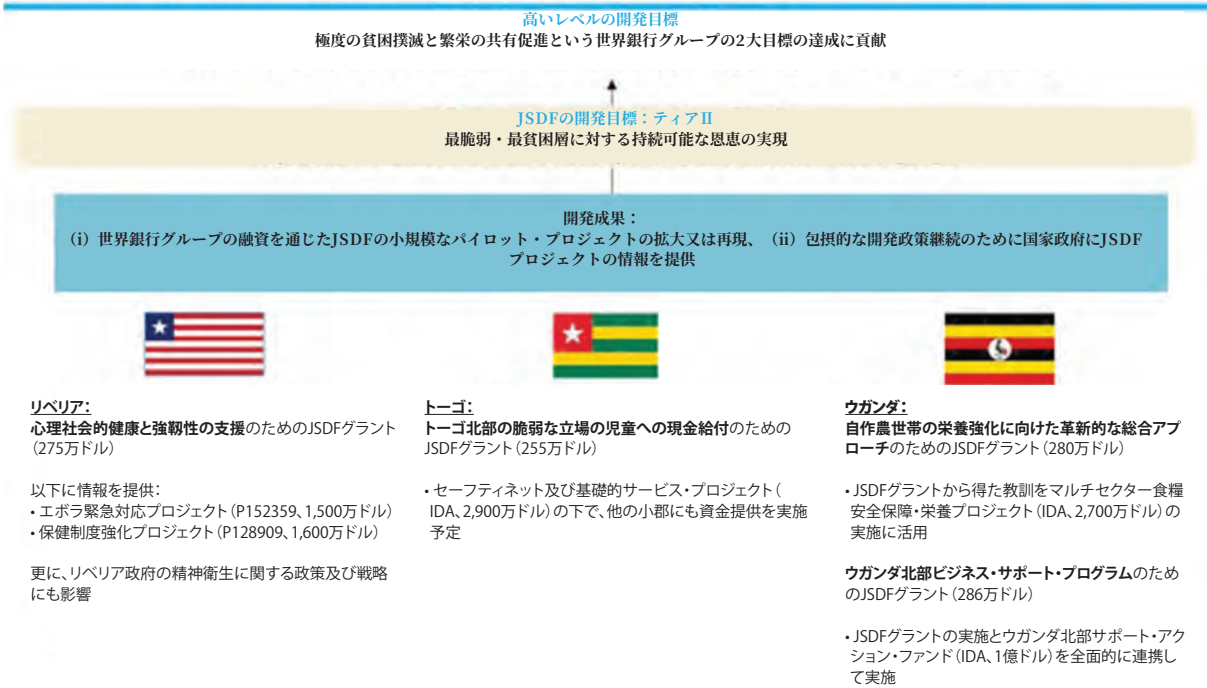 高いレベルの開発目標
極度の貧困撲滅と繁栄の共有促進という世界銀行グループの2大目標の達成に貢献
JSDFの開発目標：ティアⅡ
最脆弱・最貧困層に対する持続可能な恩恵の実現
開発成果：
（i）世界銀行グループの融資を通じたJSDFの小規模なパイロット・プロジェクトの拡大又は再現、（ii）包摂的な開発政策継続のために国家政府にJSDF
プロジェクトの情報を提供
リベリア：
心理社会的健康と強靭性の支援のためのJSDFグラント
（275万ドル）
以下に情報を提供：
• エボラ緊急対応プロジェクト（P152359、1,500万ドル）
• 保健制度強化プロジェクト（P128909、1,600万ドル）
更に、リベリア政府の精神衛生に関する政策及び戦略
にも影響
トーゴ：
トーゴ北部の脆弱な立場の児童への現金給付のための
JSDFグラント（255万ドル）
• セーフティネット及び基礎的サービス・プロジェクト（
IDA、2,900万ドル）の下で、他の小郡にも資金提供を実施
予定
ウガンダ：
自作農世帯の栄養強化に向けた革新的な総合アプ
ローチのためのJSDFグラント（280万ドル）
• JSDFグラントから得た教訓をマルチセクター食糧
安全保障・栄養プロジェクト（IDA、2,700万ドル）の
実施に活用
ウガンダ北部ビジネス・サポート・プログラムのため
のJSDFグラント（286万ドル）
• JSDFグラントの実施とウガンダ北部サポート・アク
ション・ファンド（IDA、1億ドル）を全面的に連携し
て実施